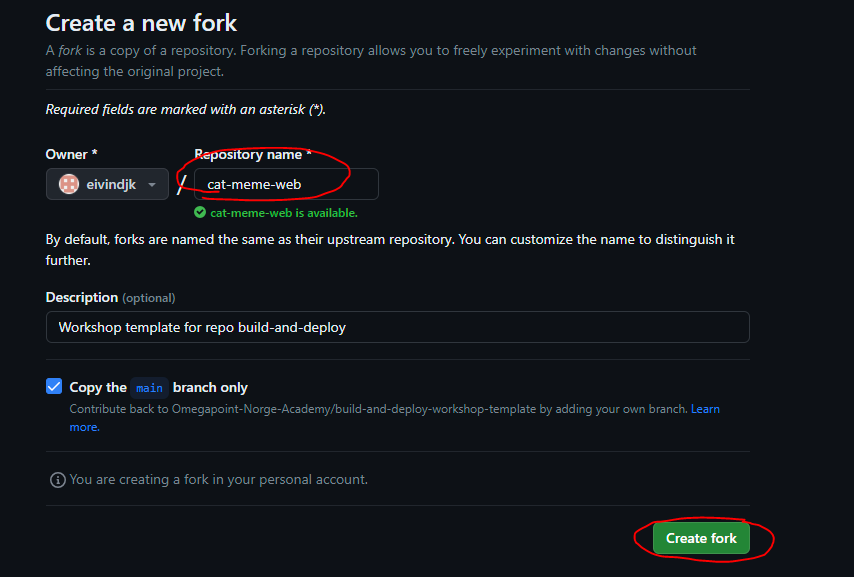 Create a new fork
A fork is a copy of a repository. Forking a repository allows you to freely experiment with changes without
affecting the original project.
Required fields are marked with an asterisk (*).
Owner *
Repository name *
eivindjk
/
cat-meme-web
cat-meme-web is available.
By default, forks are named the same as their upstream repository. You can customize the name to distinguish it
further.
Description (optional)
Workshop template for repo build-and-deploy
Copy the main branch only
Contribute back to Omegapoint-Norge-Academy/build-and-deploy-workshop-template by adding your own branch. Learn
more.
You are creating a fork in your personal account.
Create fork